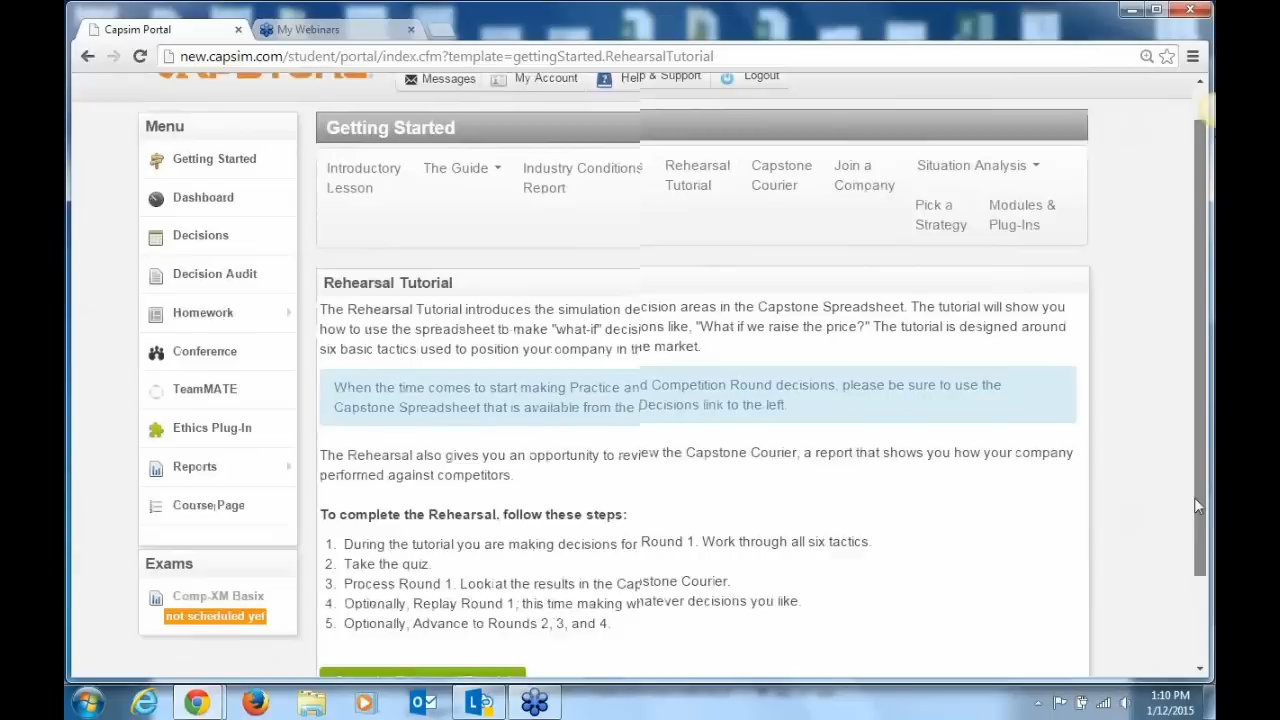 Capsim Portal
My Webinars
new.capsim.com/student/portal/index.cfm?template=gettingStarted.RehearsalTutorial
Messages My Account Help & Support Logout
Menu
Getting Started
Dashboard
Decisions
Decision Audit
Homework
Conference
TeamMATE
Ethics Plug-In
Reports
Course Page
Exams
Comp-XM Basix
not scheduled yet
Getting Started
Introductory Lesson
The Guide
Industry Conditions Report
Rehearsal Tutorial
Capstone Courier
Join a Company
Situation Analysis
Pick a Strategy
Modules & Plug-Ins
Rehearsal Tutorial
The Rehearsal Tutorial introduces the simulation decision areas in the Capstone Spreadsheet. The tutorial will show you
how to use the spreadsheet to make "what-if" decisions like, "What if we raise the price?" The tutorial is designed around
six basic tactics used to position your company in the market.
When the time comes to start making Practice and Competition Round decisions, please be sure to use the
Capstone Spreadsheet that is available from the Decisions link to the left.
The Rehearsal also gives you an opportunity to review the Capstone Courier, a report that shows you how your company
performed against competitors.
To complete the Rehearsal, follow these steps:
1. During the tutorial you are making decisions for Round 1. Work through all six tactics.
2. Take the quiz.
3. Process Round 1. Look at the results in the Capstone Courier.
4. Optionally, Replay Round 1; this time making whatever decisions you like.
5. Optionally, Advance to Rounds 2, 3, and 4.
1:10 PM
1/12/2015